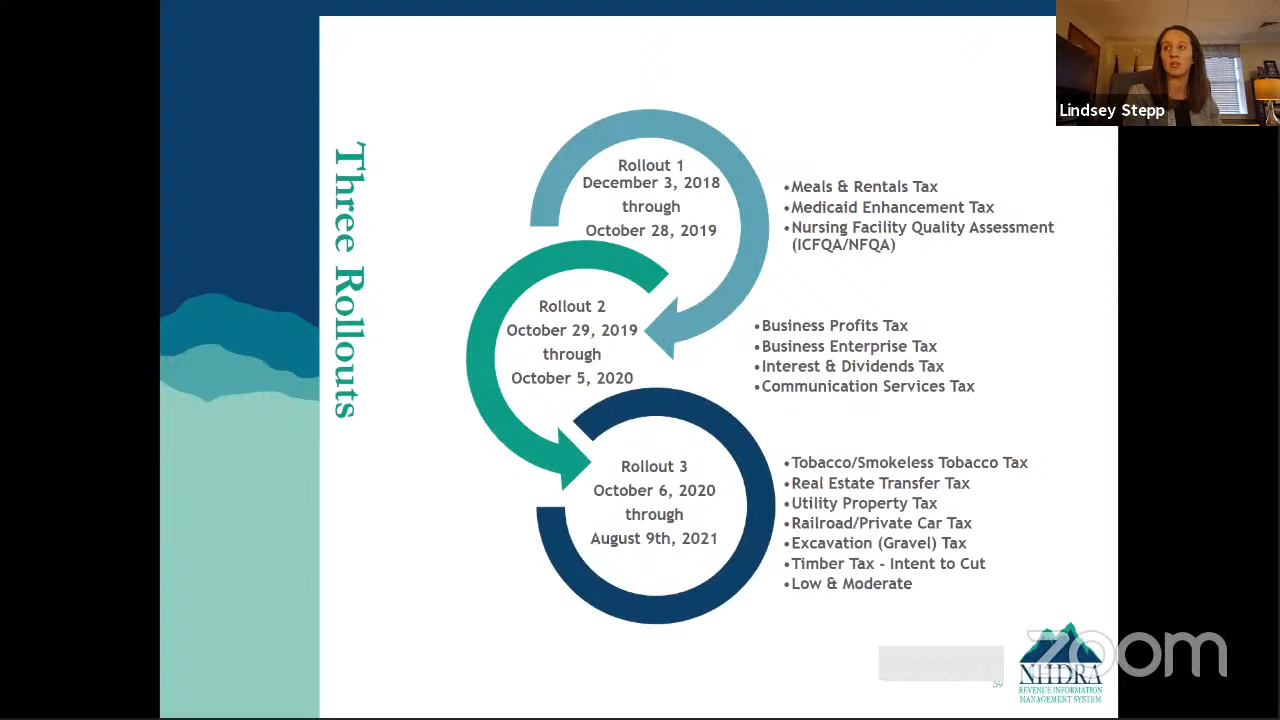 Lindsey Stepp
Three Rollouts
Rollout 1
December 3, 2018
through
October 28, 2019
•Meals & Rentals Tax
•Medicaid Enhancement Tax
•Nursing Facility Quality Assessment
(ICFQA/NFQA)
Rollout 2
October 29, 2019
through
October 5, 2020
•Business Profits Tax
•Business Enterprise Tax
•Interest & Dividends Tax
•Communication Services Tax
Rollout 3
October 6, 2020
through
August 9th, 2021
•Tobacco/Smokeless Tobacco Tax
•Real Estate Transfer Tax
•Utility Property Tax
•Railroad/Private Car Tax
•Excavation (Gravel) Tax
•Timber Tax - Intent to Cut
•Low & Moderate
zoom
NHDRA
REVENUE INFORMATION
MANAGEMENT SYSTEM